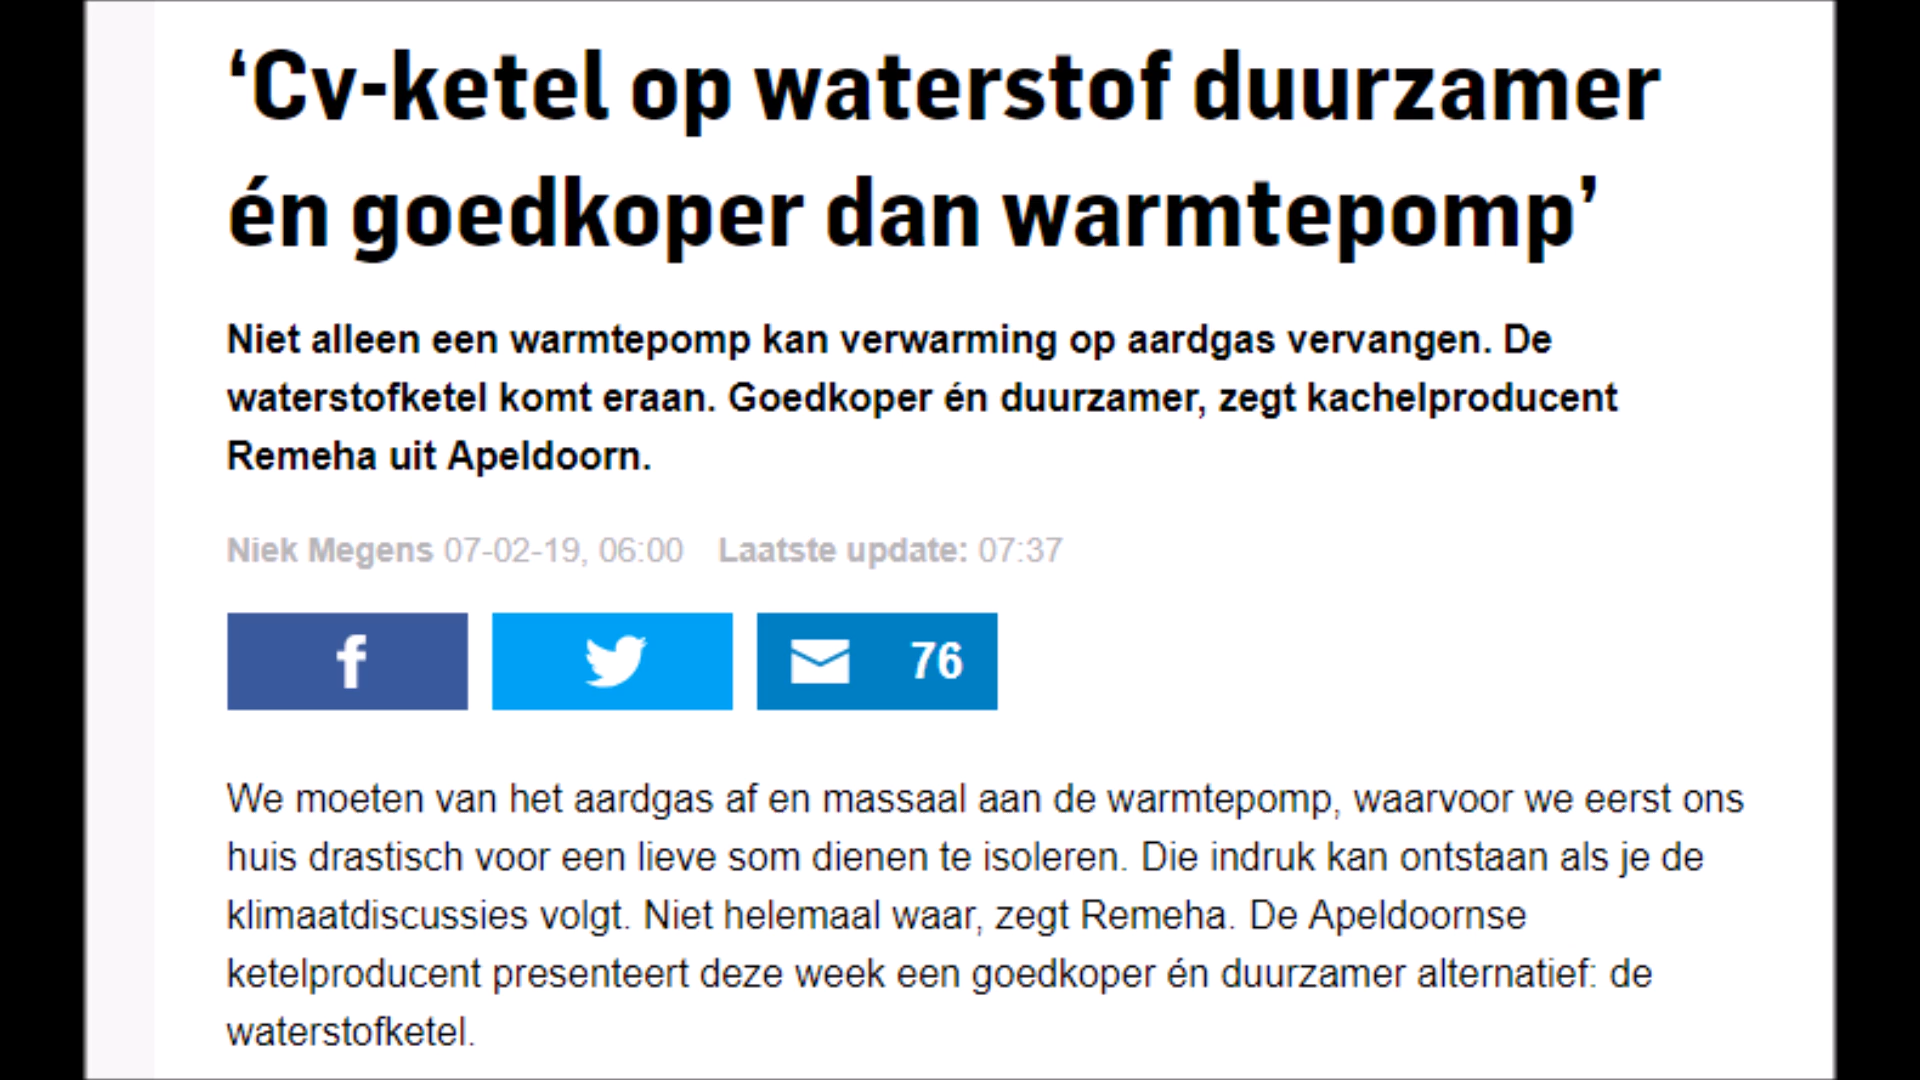 ‘Cv-ketel op waterstof duurzamer
én goedkoper dan warmtepomp’
Niet alleen een warmtepomp kan verwarming op aardgas vervangen. De
waterstofketel komt eraan. Goedkoper én duurzamer, zegt kachelproducent
Remeha uit Apeldoorn.
Niek Megens 07-02-19, 06:00 Laatste update: 07:37
f 76
We moeten van het aardgas af en massaal aan de warmtepomp, waarvoor we eerst ons
huis drastisch voor een lieve som dienen te isoleren. Die indruk kan ontstaan als je de
klimaatdiscussies volgt. Niet helemaal waar, zegt Remeha. De Apeldoornse
ketelproducent presenteert deze week een goedkoper én duurzamer alternatief: de
waterstofketel.